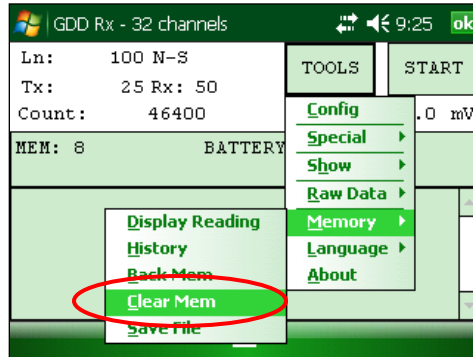 GDD Rx - 32 channels 9:25 ok
Ln: 100 N-S TOOLS START
Tx: 25 Rx: 50
Count: 46400 .0 mV
MEM: 8 BATTERY
Config
Special
Show
Raw Data
Memory
Language
About
Display Reading
History
Back Mem
Clear Mem
Save File